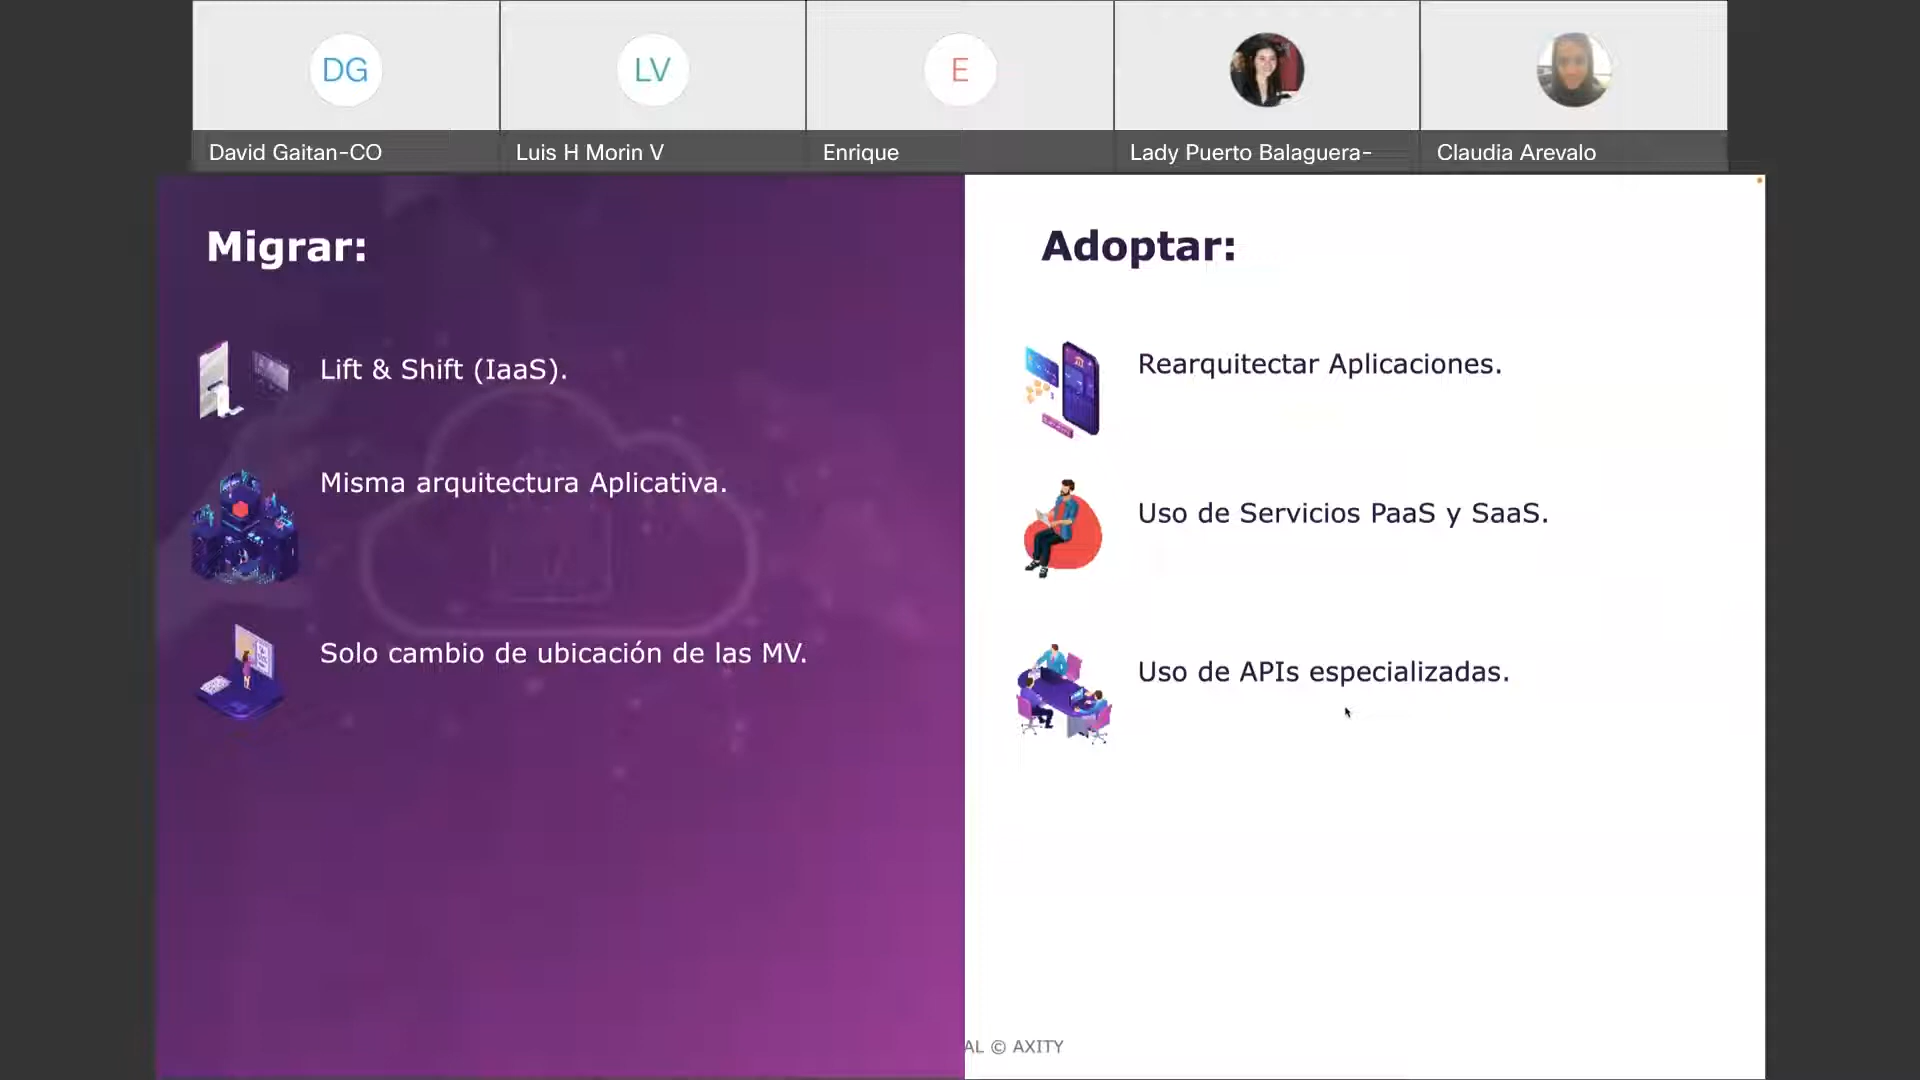 DG
LV
E
David Gaitan-CO
Luis H Morin V
Enrique
Lady Puerto Balaguera-
Claudia Arevalo
Migrar:
Lift & Shift (IaaS).
Misma arquitectura Aplicativa.
Solo cambio de ubicación de las MV.
Adoptar:
Rearquitectar Aplicaciones.
Uso de Servicios PaaS y SaaS.
Uso de APIs especializadas.
AL © AXITY